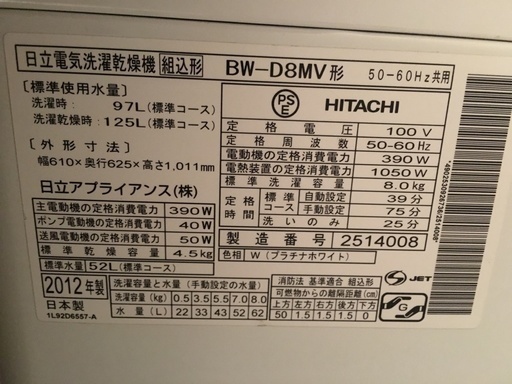 日立電気洗濯乾燥機 組込形 BW-D8MV形 50-60Hz共用
[標準使用水量]
洗濯時: 97L(標準コース)
洗濯乾燥時: 125L(標準コース)
[外形寸法]
幅610×奥行625×高さ1,011mm
日立アプライアンス(株)
主電動機の定格消費電力 390W
ポンプ電動機の定格消費電力 40W
送風電動機の定格消費電力 50W
標準乾燥容量 4.5kg
標準水量 52L(標準コース)
2012年製
日本製
1L92D6557-A
洗濯容量と水量(手動設定の水量)
洗濯容量(kg) 0.5 3.5 5.5 7.0 8.0
水量(L) 22 33 43 52 62
PSE
HITACHI
定格電圧 100V
定格周波数 50-60Hz
電動機の定格消費電力 390W
電熱装置の定格消費電力 1050W
標準洗濯容量 8.0kg
定格時間 標準コース 自動設定 39分
手動設定 75分
洗いのみ 25分
製造番号 2514008
色相 W(プラチナホワイト)
消防法 基準適合 組込形
可燃物からの離隔距離(cm)
上方 左方 右方 前方 後方 下方
50 1.5 1.5 1.5 1.5 0
S JET
G